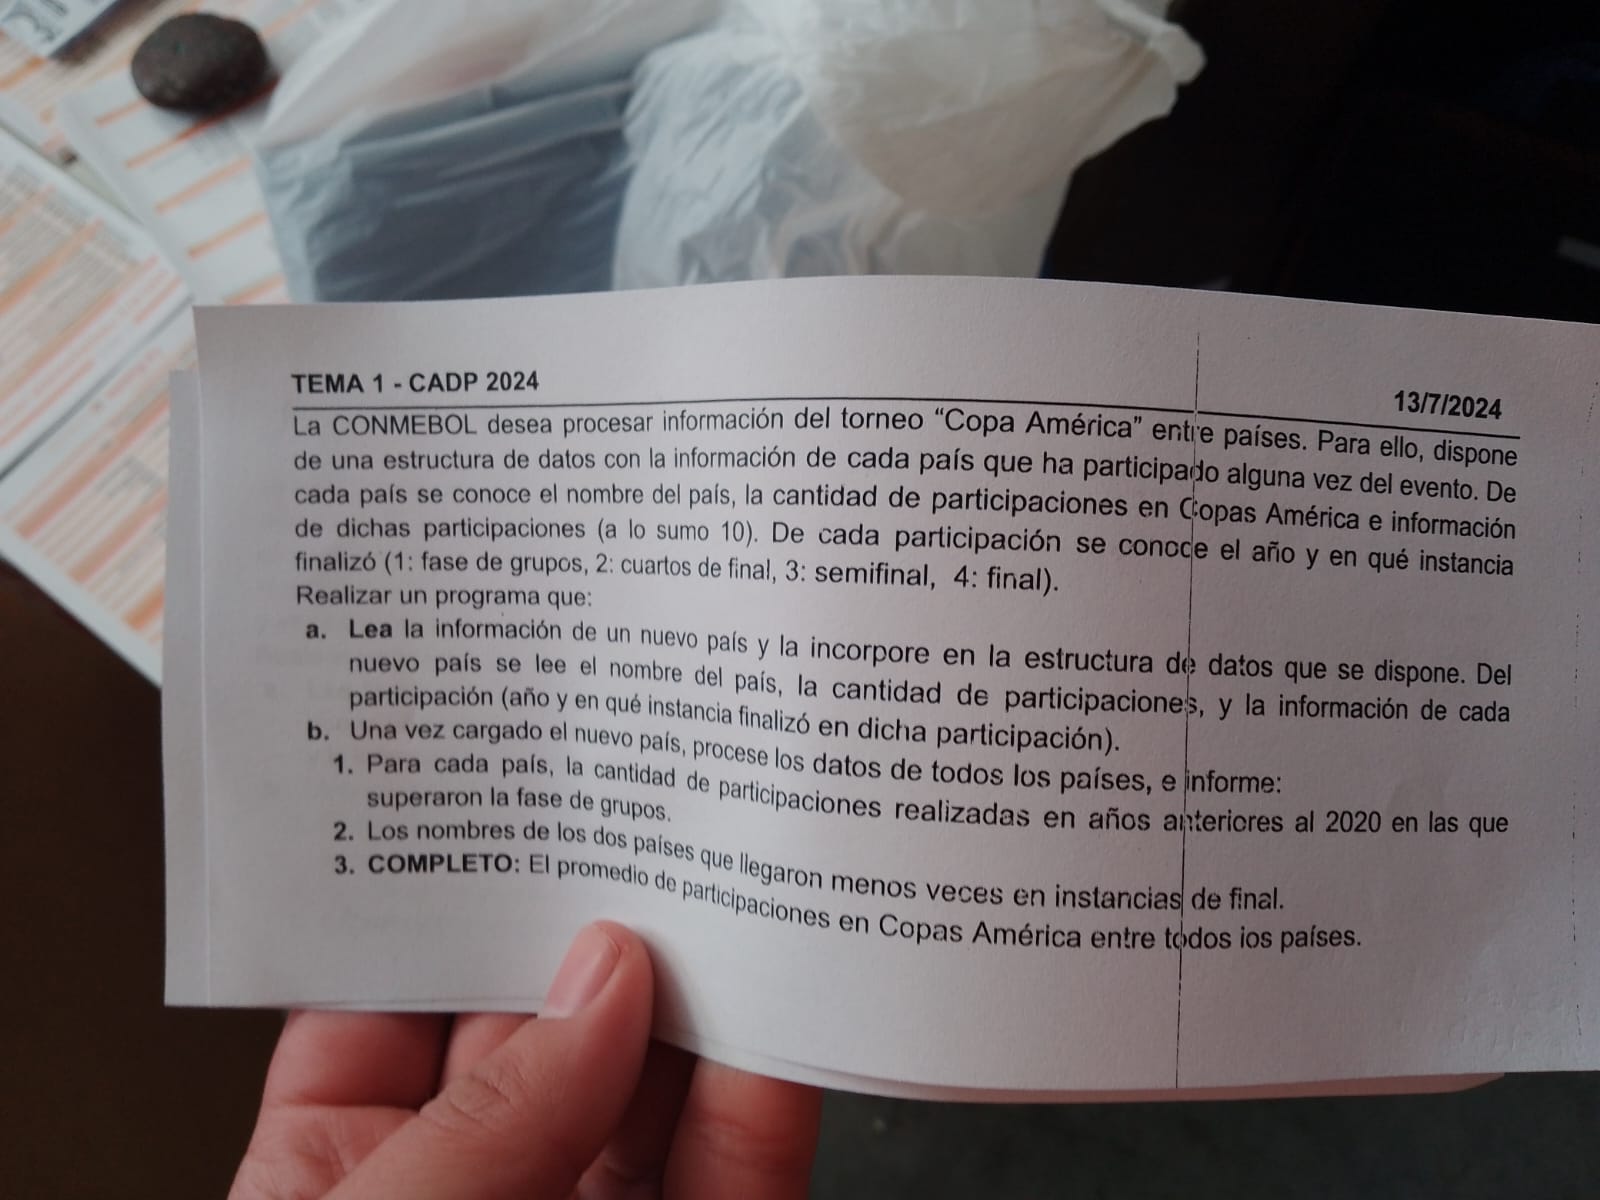 TEMA 1 - CADP 2024
13/7/2024
La CONMEBOL desea procesar información del torneo “Copa América” entre países. Para ello, dispone
de una estructura de datos con la información de cada país que ha participado alguna vez del evento. De
cada país se conoce el nombre del país, la cantidad de participaciones en Copas América e información
de dichas participaciones (a lo sumo 10). De cada participación se conoce el año y en qué instancia
finalizó (1: fase de grupos, 2: cuartos de final, 3: semifinal, 4: final).
Realizar un programa que:
a. Lea la información de un nuevo país y la incorpore en la estructura de datos que se dispone. Del
nuevo país se lee el nombre del país, la cantidad de participaciones, y la información de cada
participación (año y en qué instancia finalizó en dicha participación).
b. Una vez cargado el nuevo país, procese los datos de todos los países, e informe:
1. Para cada país, la cantidad de participaciones realizadas en años anteriores al 2020 en las que
superaron la fase de grupos.
2. Los nombres de los dos países que llegaron menos veces en instancias de final.
3. COMPLETO: El promedio de participaciones en Copas América entre todos los países.